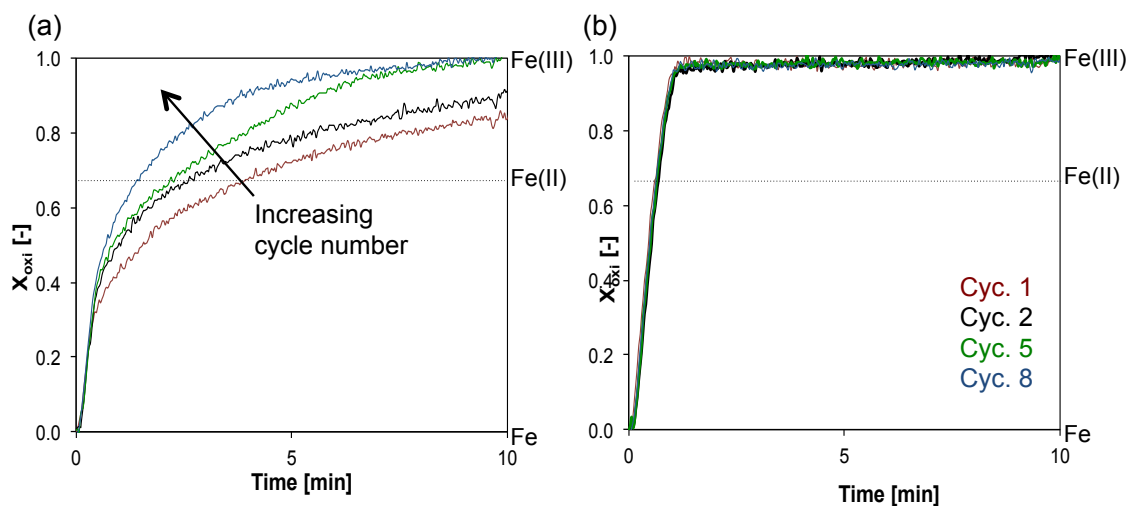 (a)
1.0
0.8
0.6
0.4
0.2
0.0
X_oxi [-]
0
5
10
Time [min]
Increasing
cycle number
Fe(III)
Fe(II)
Fe
(b)
1.0
0.8
0.6
0.4
0.2
0.0
X_oxi [-]
0
5
10
Time [min]
Cyc. 1
Cyc. 2
Cyc. 5
Cyc. 8
Fe(III)
Fe(II)
Fe